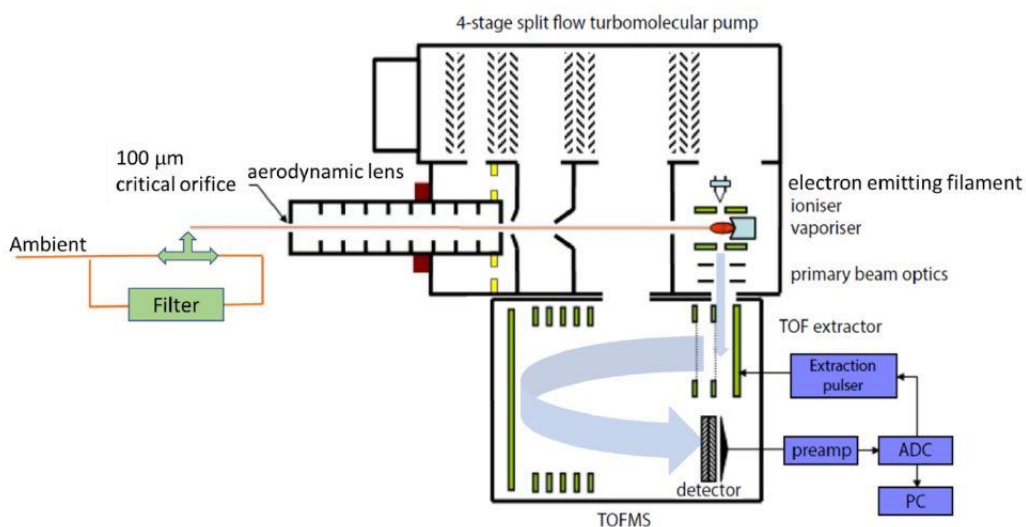 4-stage split flow turbomolecular pump
100 µm
critical orifice
aerodynamic lens
electron emitting filament
ioniser
vaporiser
Ambient
Filter
primary beam optics
TOF extractor
Extraction
pulser
preamp
ADC
detector
PC
TOFMS